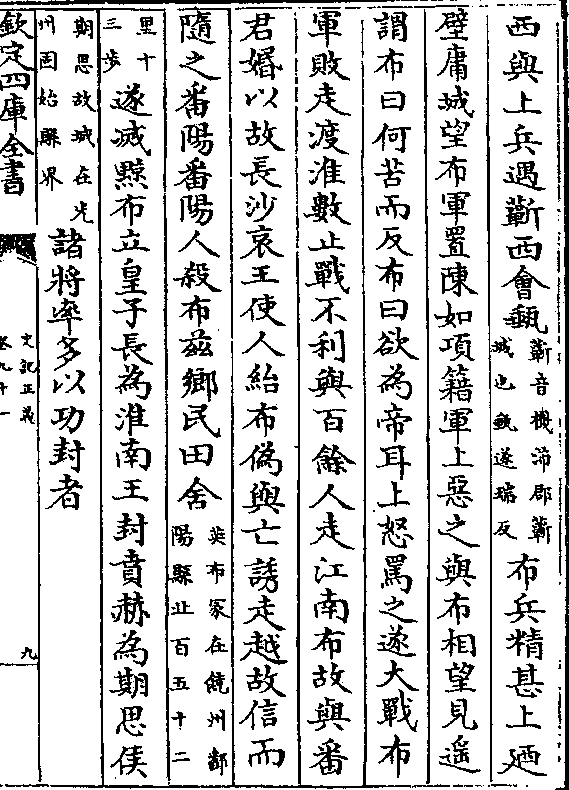 西與上兵遇蘄西會甀蘄音機沛郡蘄城也甀逐瑞反布兵精甚上廼
壁庸城望布軍置陳如項籍軍上惡之與布相望見遥
謂布曰何苦而反布曰欲為帝耳上怒罵之遂大戰布
軍敗走渡淮數止戰不利與百餘人走江南布故與番
君婚以故長沙哀王使人紿布偽與亡誘走越故信而
隨之番陽番陽人殺布兹鄉民田舍英布冢在饒州鄱陽縣北百五十二
里十三步遂滅黥布立皇子長為淮南王封賁赫為期思侯
期思故城在光州固始縣界諸將率多以功封者
欽定四庫全書
史記正義
卷九十一
九